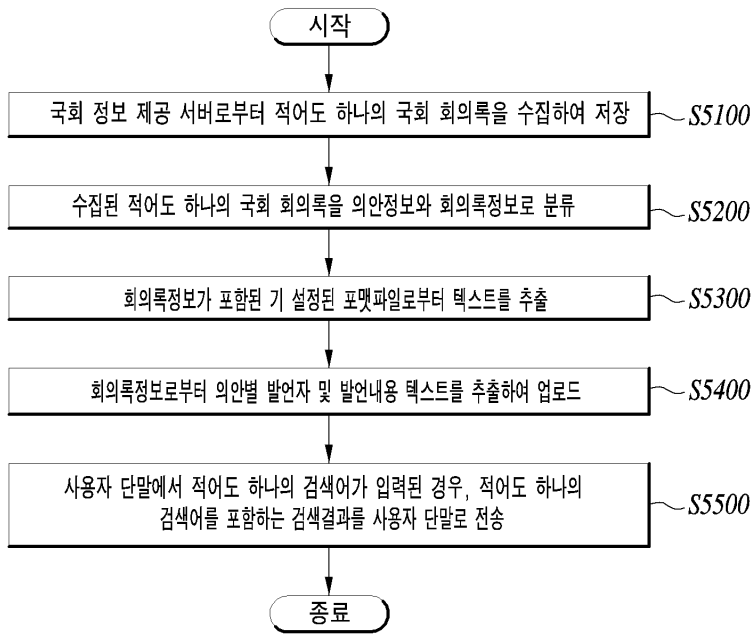 시작
국회 정보 제공 서버로부터 적어도 하나의 국회 회의록을 수집하여 저장
S5100
수집된 적어도 하나의 국회 회의록을 의안정보와 회의록정보로 분류
S5200
회의록정보가 포함된 기 설정된 포맷파일로부터 텍스트를 추출
S5300
회의록정보로부터 의안별 발언자 및 발언내용 텍스트를 추출하여 업로드
S5400
사용자 단말에서 적어도 하나의 검색어가 입력된 경우, 적어도 하나의
검색어를 포함하는 검색결과를 사용자 단말로 전송
S5500
종료